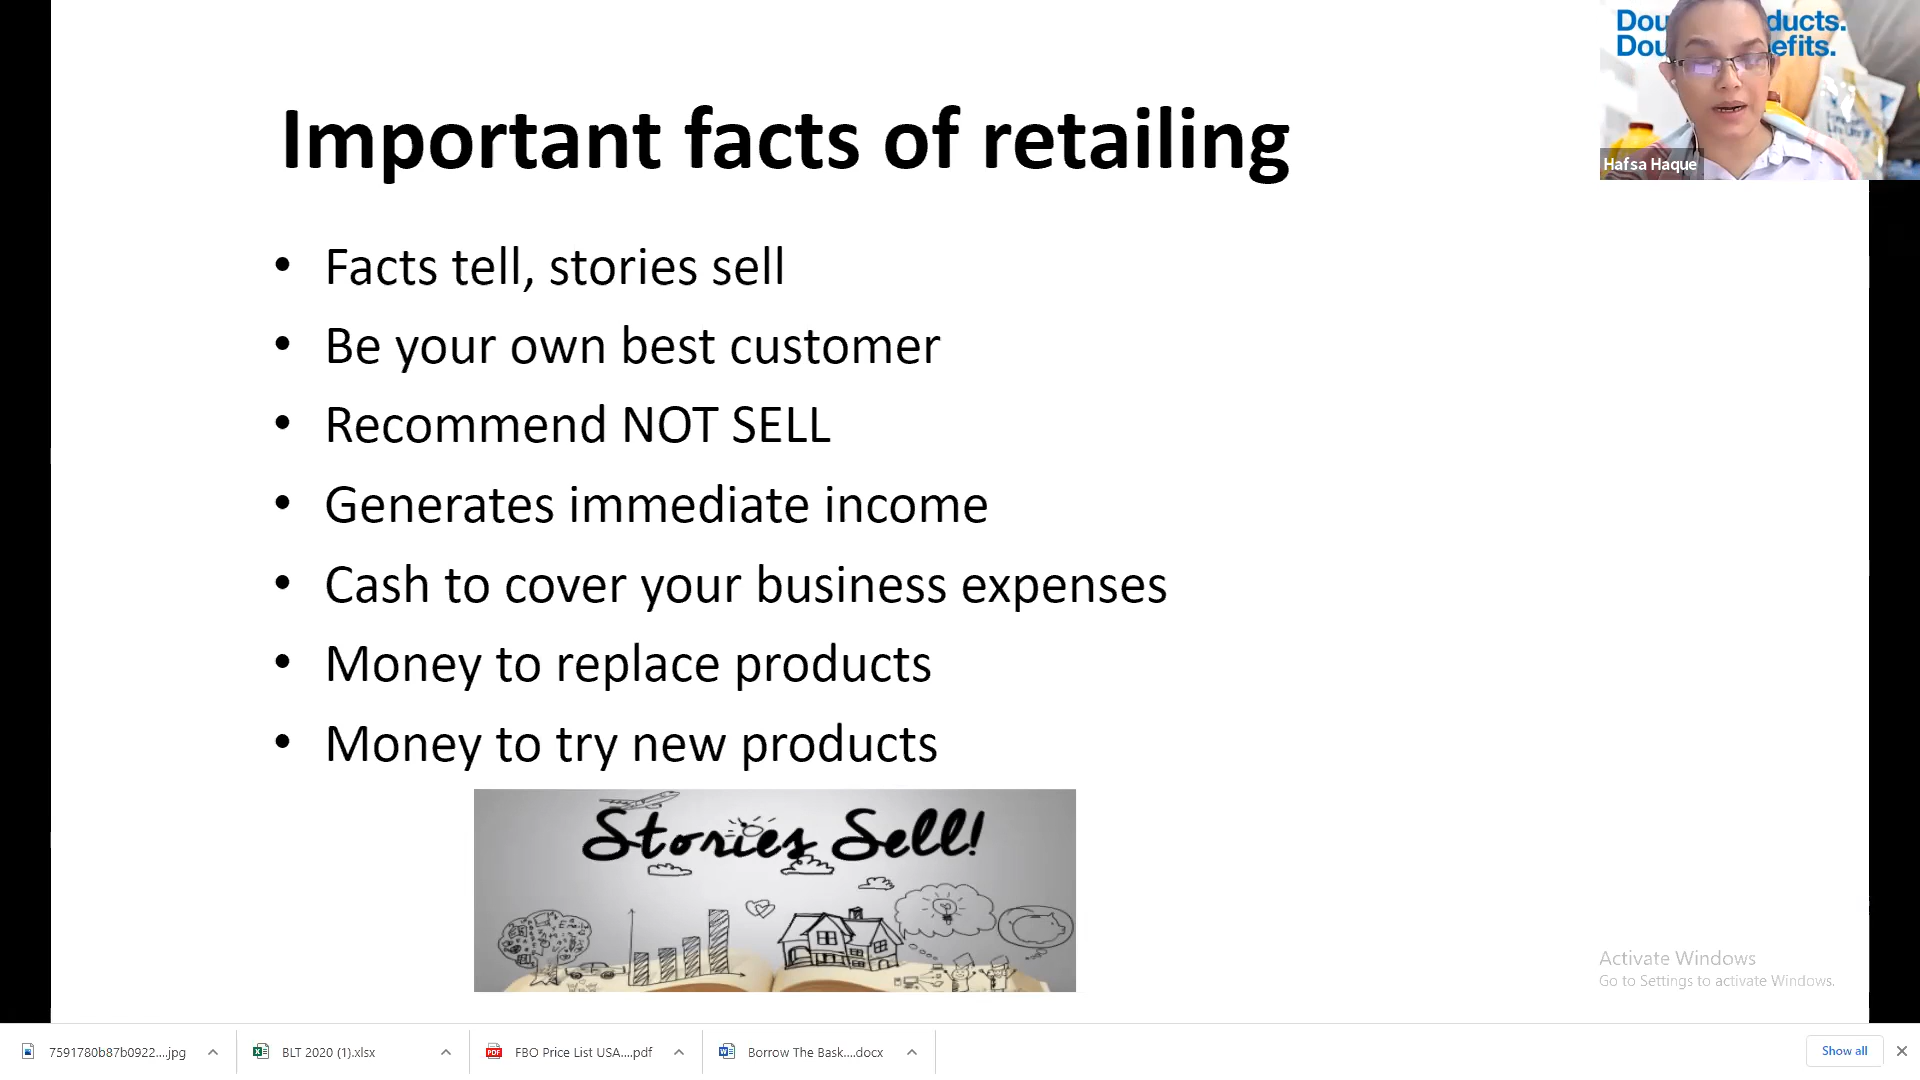 Dou ducts.
Dou efits.
Hafsa Haque
Important facts of retailing
• Facts tell, stories sell
• Be your own best customer
• Recommend NOT SELL
• Generates immediate income
• Cash to cover your business expenses
• Money to replace products
• Money to try new products
Stories Sell!
Activate Windows
Go to Settings to activate Windows.
7591780b87b0922....jpg
BLT 2020 (1).xlsx
FBO Price List USA....pdf
Borrow The Bask....docx
Show all